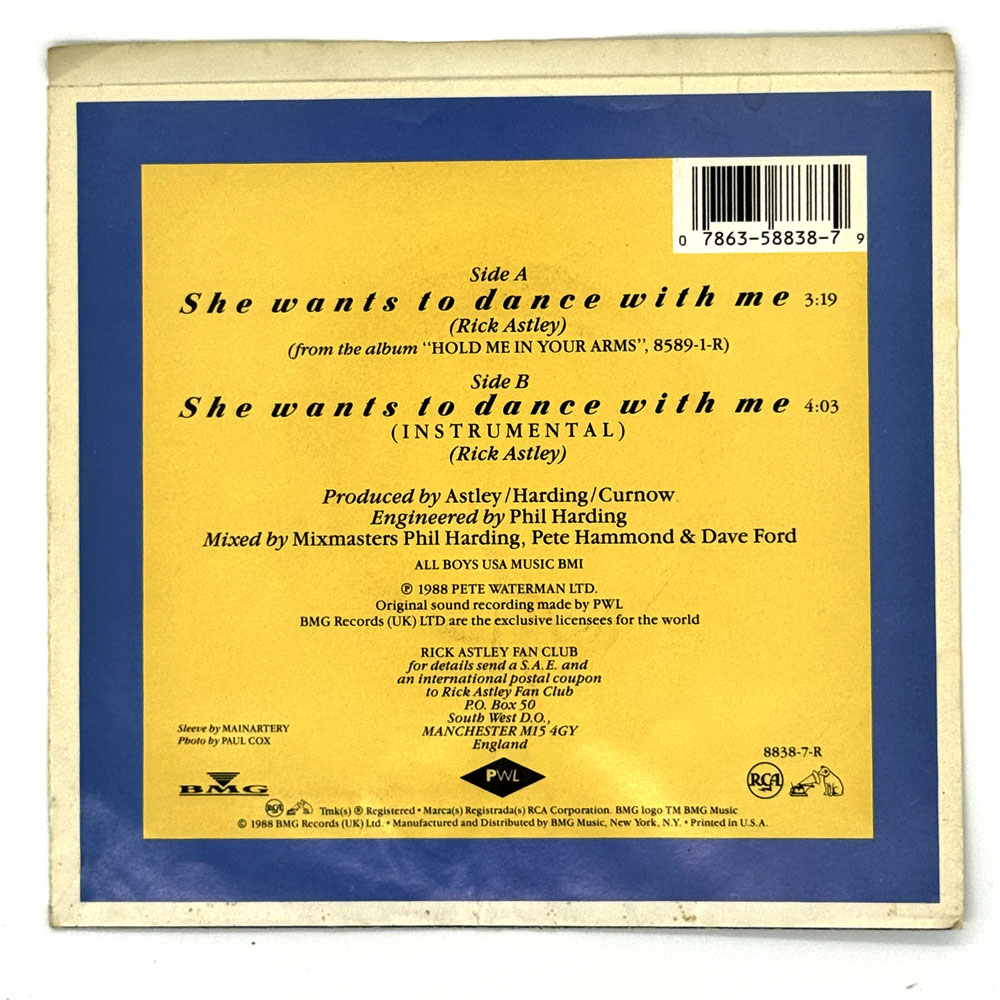 0 7863-58838-7 9
Side A
She wants to dance with me 3:19
(Rick Astley)
(from the album "HOLD ME IN YOUR ARMS", 8589-1-R)
Side B
She wants to dance with me 4:03
(INSTRUMENTAL)
(Rick Astley)
Produced by Astley/Harding/Curnow
Engineered by Phil Harding
Mixed by Mixmasters Phil Harding, Pete Hammond & Dave Ford
ALL BOYS USA MUSIC BMI
℗ 1988 PETE WATERMAN LTD.
Original sound recording made by PWL
BMG Records (UK) LTD are the exclusive licensees for the world
RICK ASTLEY FAN CLUB
for details send a S.A.E. and
an international postal coupon
to Rick Astley Fan Club
P.O. Box 50
South West D.O.,
MANCHESTER M15 4GY
England
Sleeve by MAINARTERY
Photo by PAUL COX
8838-7-R
BMG
PWL
RCA
RCA Tmk(s) ® Registered • Marca(s) Registrada(s) RCA Corporation. BMG logo TM BMG Music
© 1988 BMG Records (UK) Ltd. • Manufactured and Distributed by BMG Music, New York, N.Y. • Printed in U.S.A.